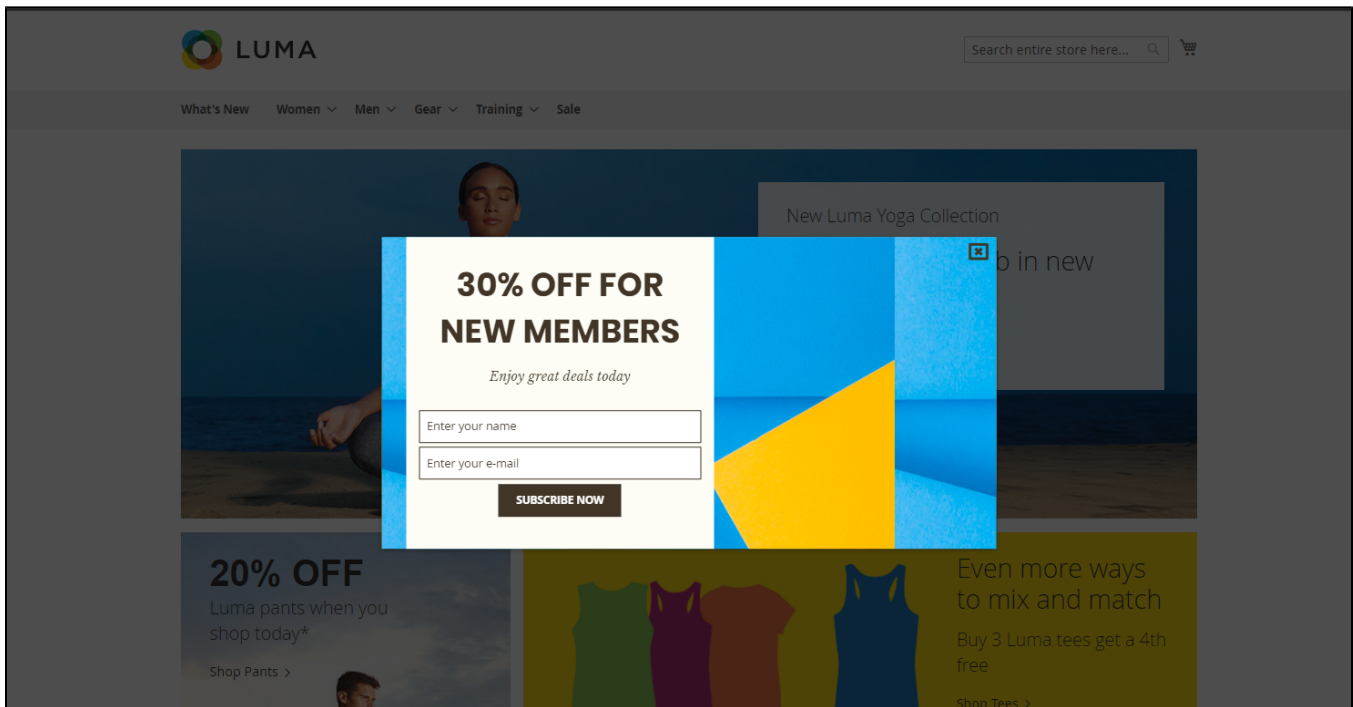 LUMA
Search entire store here...
What's New Women Men Gear Training Sale
New Luma Yoga Collection
in new
30% OFF FOR
NEW MEMBERS
Enjoy great deals today
Enter your name
Enter your e-mail
SUBSCRIBE NOW
20% OFF
Luma pants when you
shop today*
Shop Pants >
Even more ways
to mix and match
Buy 3 Luma tees get a 4th
free
Shop Tees >